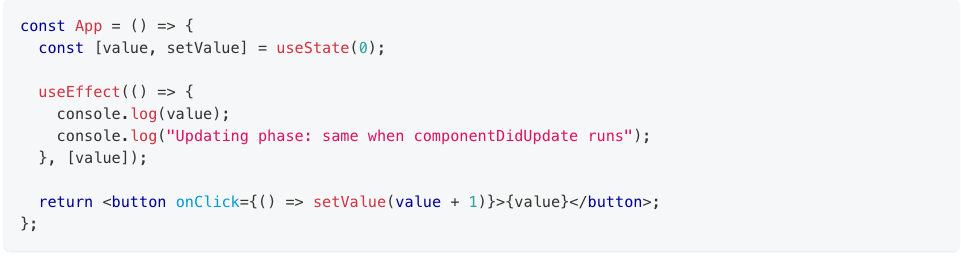 const App = () => {
  const [value, setValue] = useState(0);

  useEffect(() => {
    console.log(value);
    console.log("Updating phase: same when componentDidUpdate runs");
  }, [value]);

  return <button onClick={() => setValue(value + 1)}>{value}</button>;
};